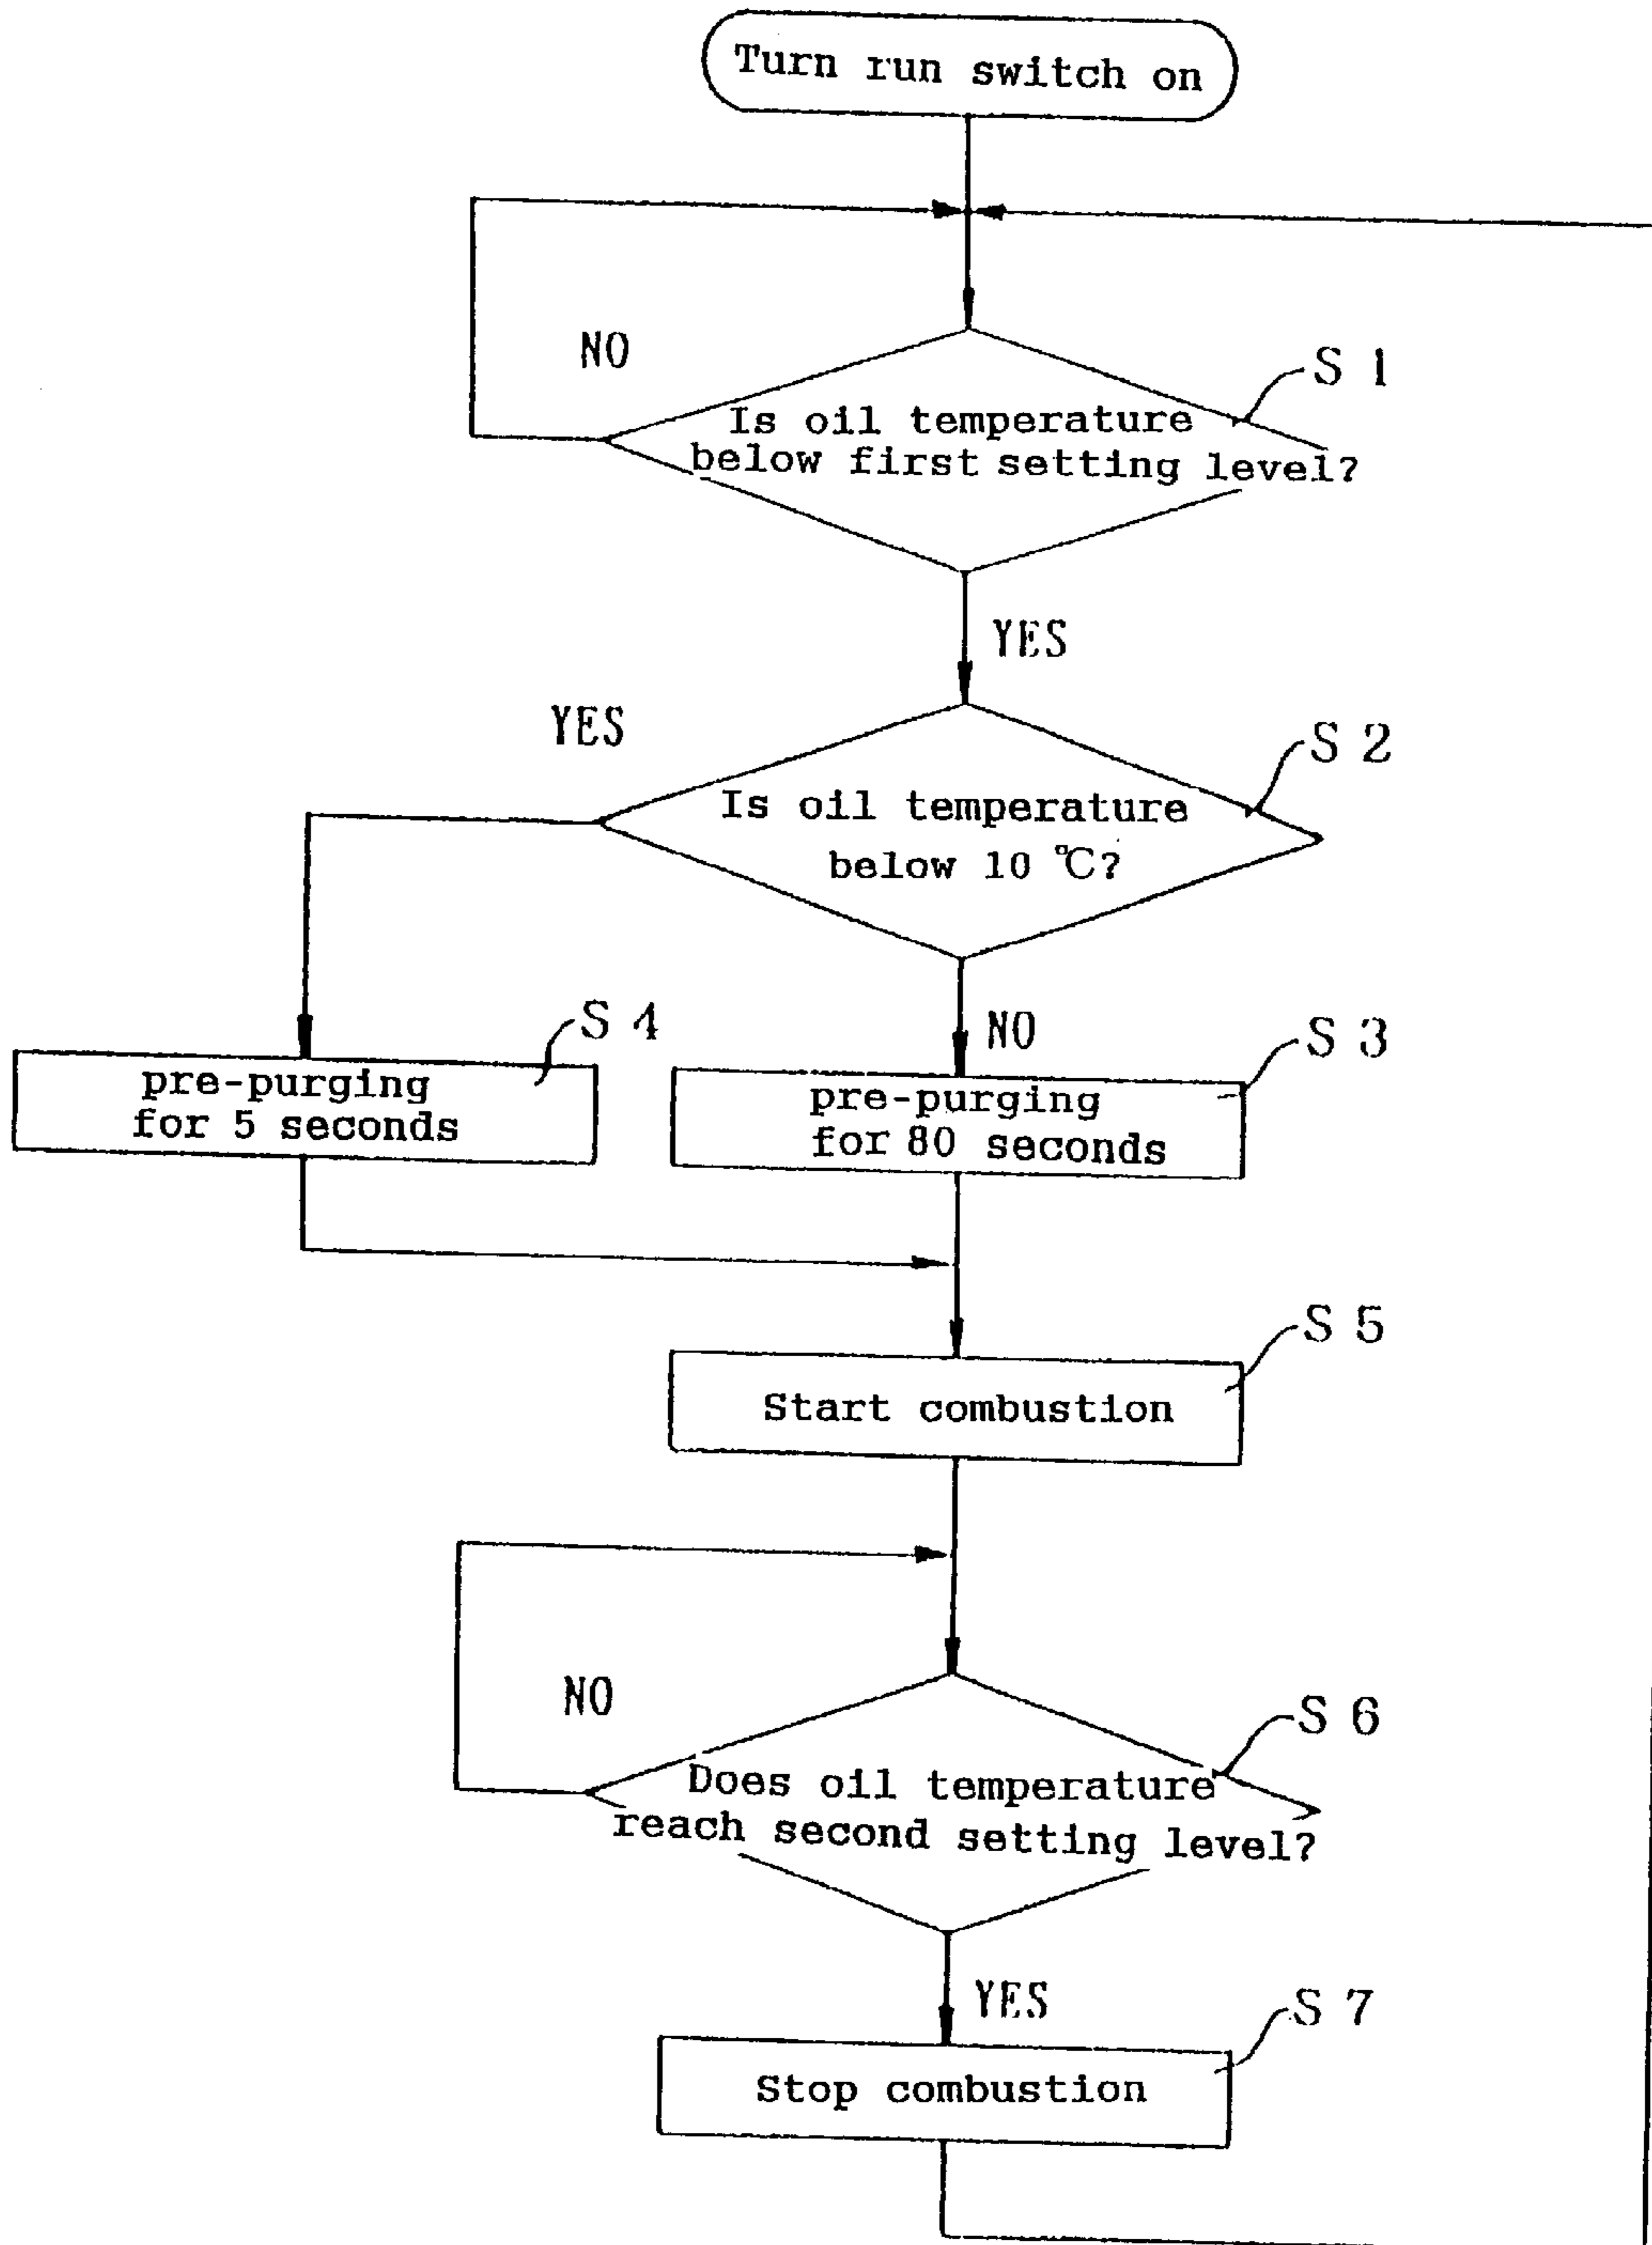 Turn run switch on
NO
S 1
Is oil temperature
below first setting level?
YES
YES
S 2
Is oil temperature
below 10 ℃?
S 4
NO
S 3
pre-purging
for 5 seconds
pre-purging
for 80 seconds
S 5
Start combustion
NO
S 6
Does oil temperature
reach second setting level?
YES
S 7
Stop combustion